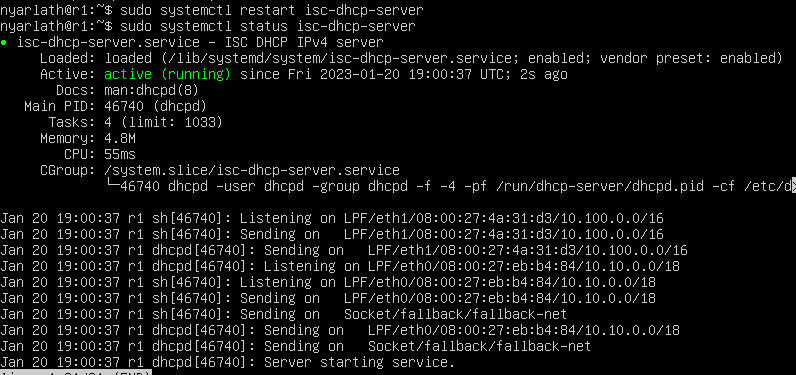 nyarlath@r1:~$ sudo systemctl restart isc-dhcp-server
nyarlath@r1:~$ sudo systemctl status isc-dhcp-server
● isc-dhcp-server.service - ISC DHCP IPv4 server
Loaded: loaded (/lib/systemd/system/isc-dhcp-server.service; enabled; vendor preset: enabled)
Active: active (running) since Fri 2023-01-20 19:00:37 UTC; 2s ago
Docs: man:dhcpd(8)
Main PID: 46740 (dhcpd)
Tasks: 4 (limit: 1033)
Memory: 4.8M
CPU: 55ms
CGroup: /system.slice/isc-dhcp-server.service
└─46740 dhcpd -user dhcpd -group dhcpd -f -4 -pf /run/dhcp-server/dhcpd.pid -cf /etc/d>
Jan 20 19:00:37 r1 sh[46740]: Listening on LPF/eth1/08:00:27:4a:31:d3/10.100.0.0/16
Jan 20 19:00:37 r1 sh[46740]: Sending on   LPF/eth1/08:00:27:4a:31:d3/10.100.0.0/16
Jan 20 19:00:37 r1 dhcpd[46740]: Sending on   LPF/eth1/08:00:27:4a:31:d3/10.100.0.0/16
Jan 20 19:00:37 r1 dhcpd[46740]: Listening on LPF/eth0/08:00:27:eb:b4:84/10.10.0.0/18
Jan 20 19:00:37 r1 sh[46740]: Listening on LPF/eth0/08:00:27:eb:b4:84/10.10.0.0/18
Jan 20 19:00:37 r1 sh[46740]: Sending on   LPF/eth0/08:00:27:eb:b4:84/10.10.0.0/18
Jan 20 19:00:37 r1 sh[46740]: Sending on   Socket/fallback/fallback-net
Jan 20 19:00:37 r1 dhcpd[46740]: Sending on   LPF/eth0/08:00:27:eb:b4:84/10.10.0.0/18
Jan 20 19:00:37 r1 dhcpd[46740]: Sending on   Socket/fallback/fallback-net
Jan 20 19:00:37 r1 dhcpd[46740]: Server starting service.